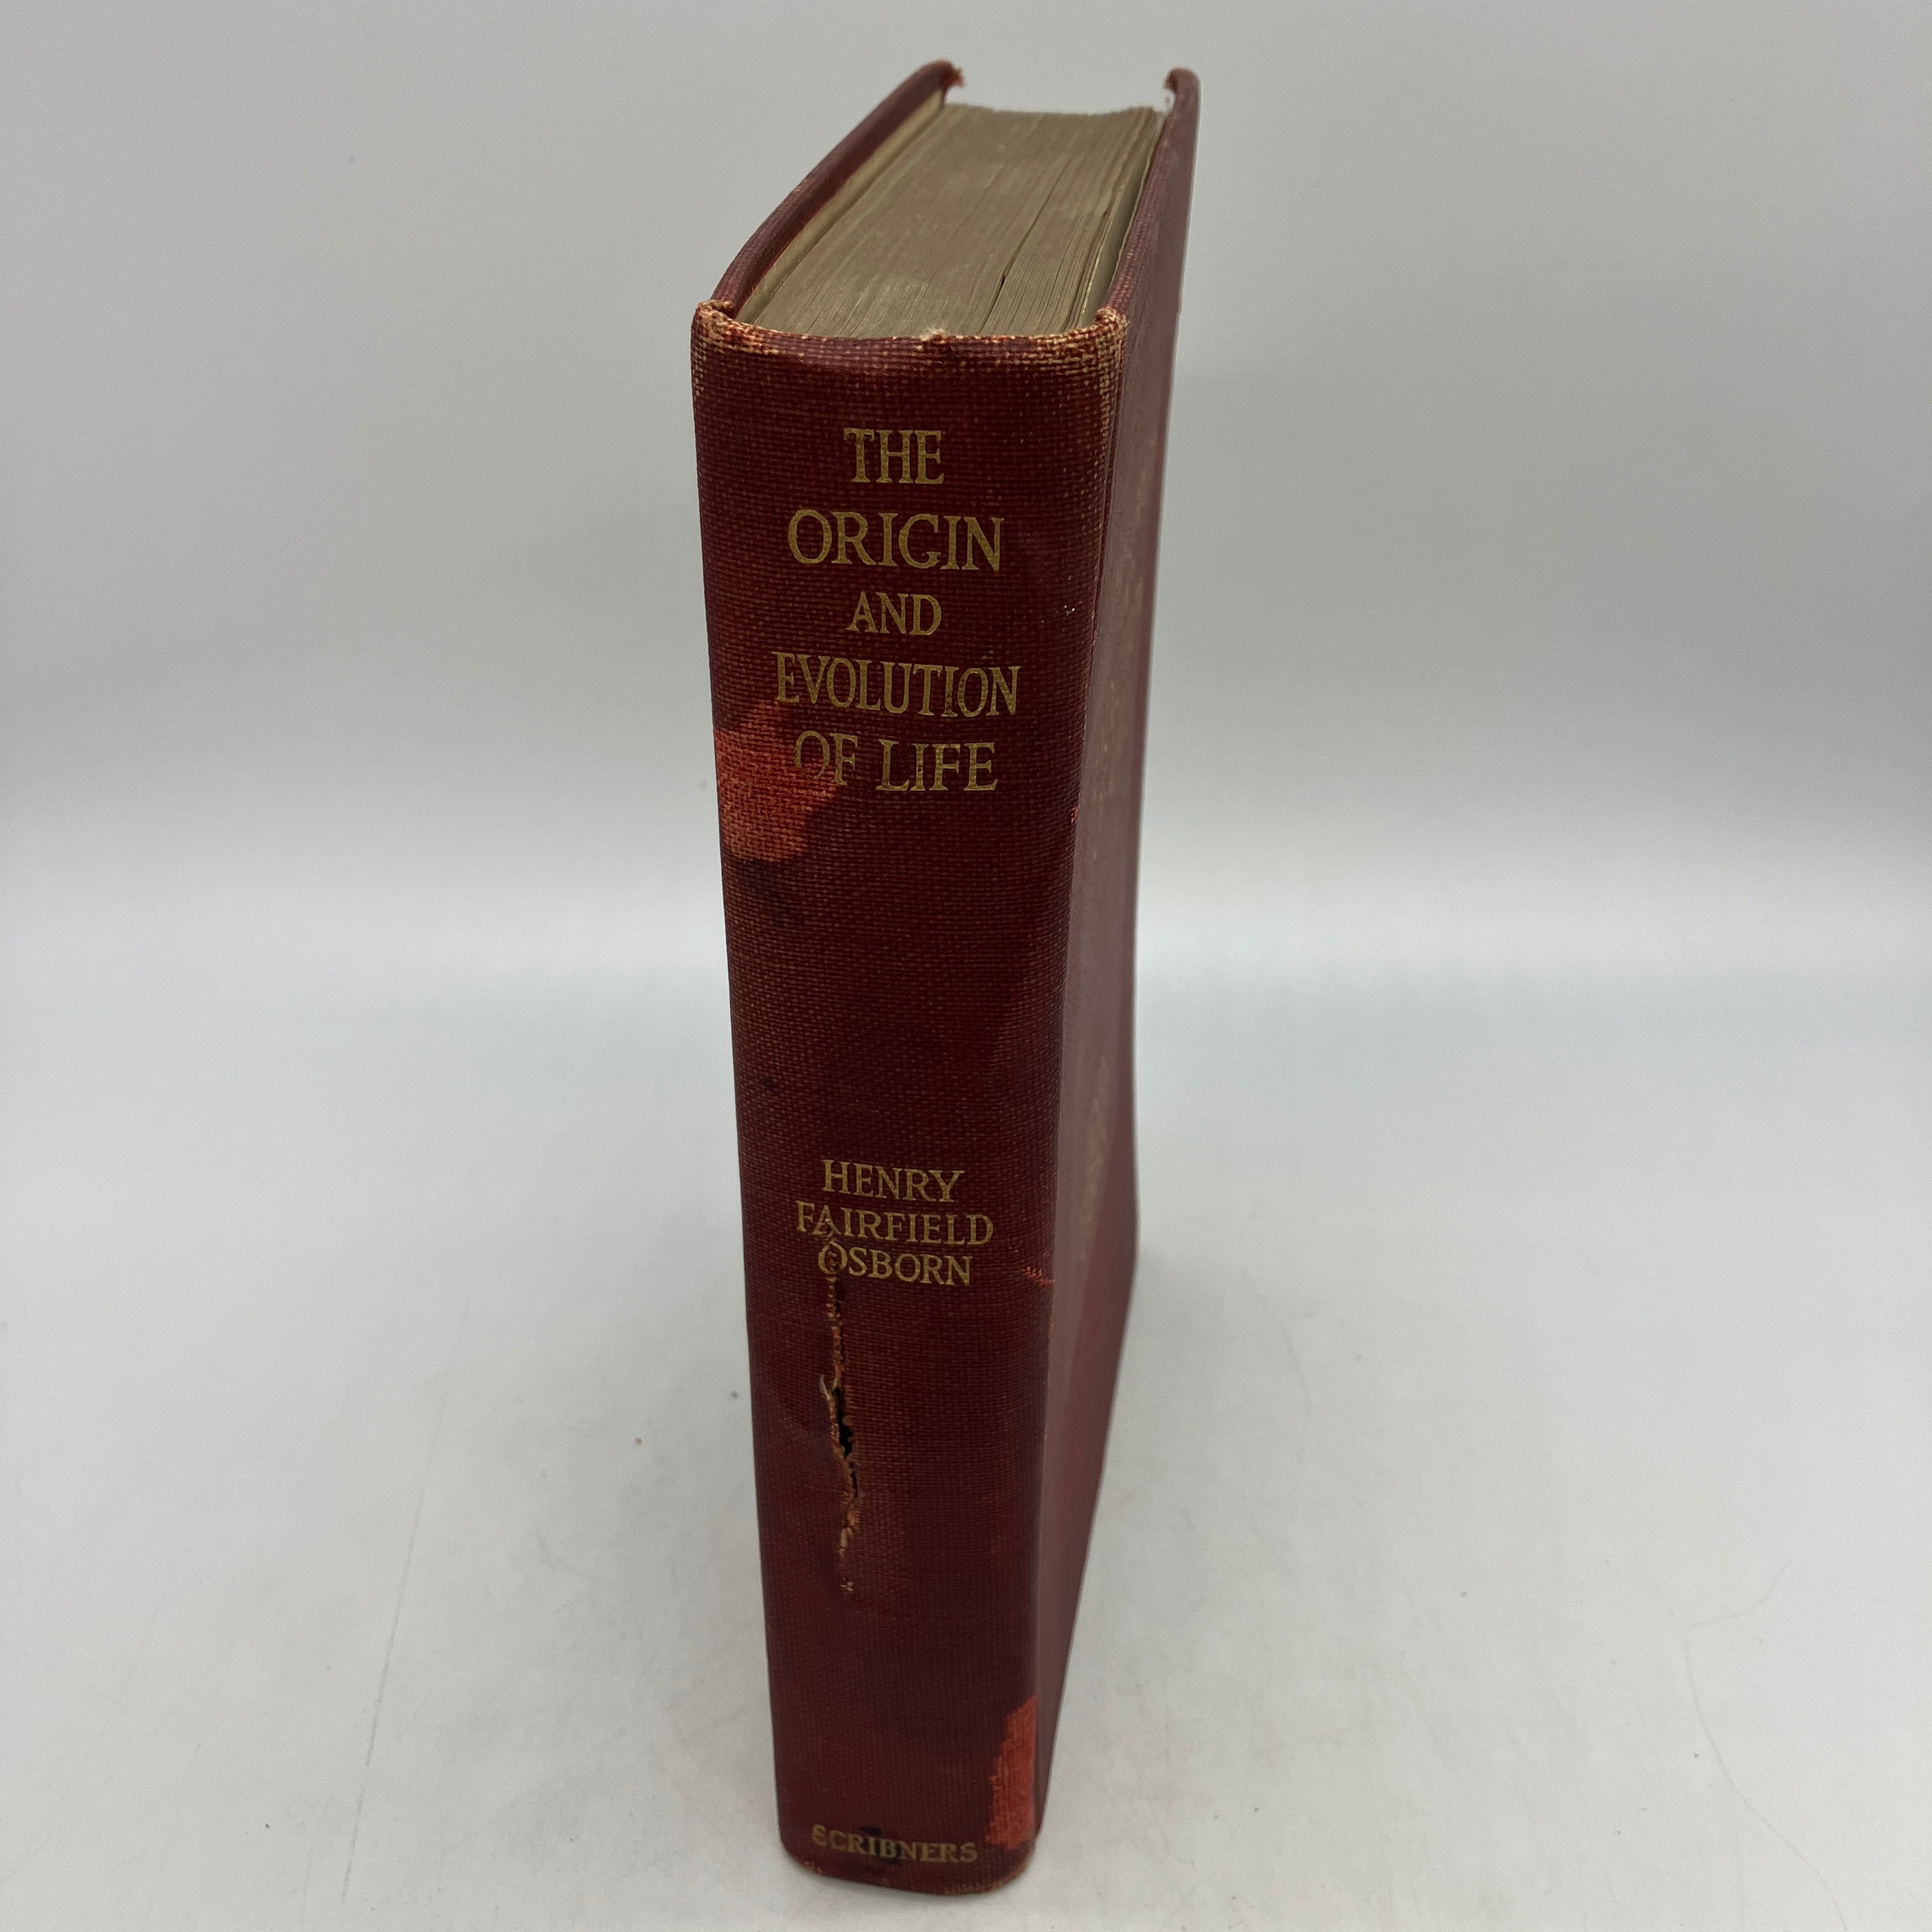 THE
ORIGIN
AND
EVOLUTION
OF LIFE
HENRY
FAIRFIELD
OSBORN
SCRIBNERS